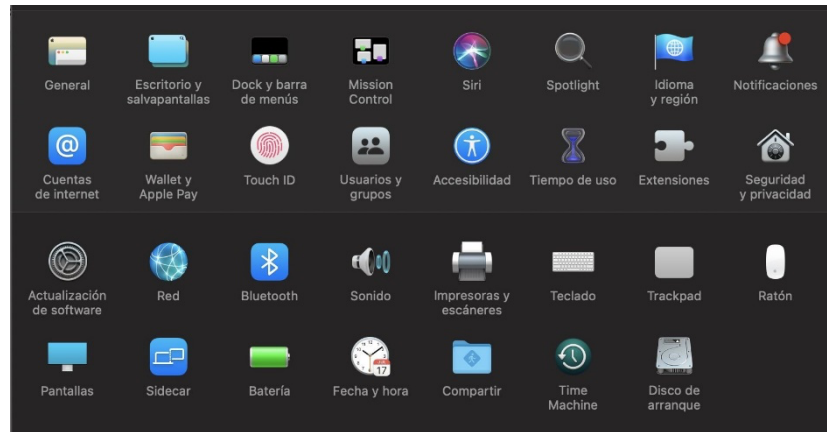 General
Escritorio y
salvapantallas
Dock y barra
de menús
Mission
Control
Siri
Spotlight
Idioma
y región
Notificaciones
Cuentas
de internet
Wallet y
Apple Pay
Touch ID
Usuarios y
grupos
Accesibilidad
Tiempo de uso
Extensiones
Seguridad
y privacidad
Actualización
de software
Red
Bluetooth
Sonido
Impresoras y
escáneres
Teclado
Trackpad
Ratón
Pantallas
Sidecar
Batería
Fecha y hora
17
Compartir
Time
Machine
Disco de
arranque